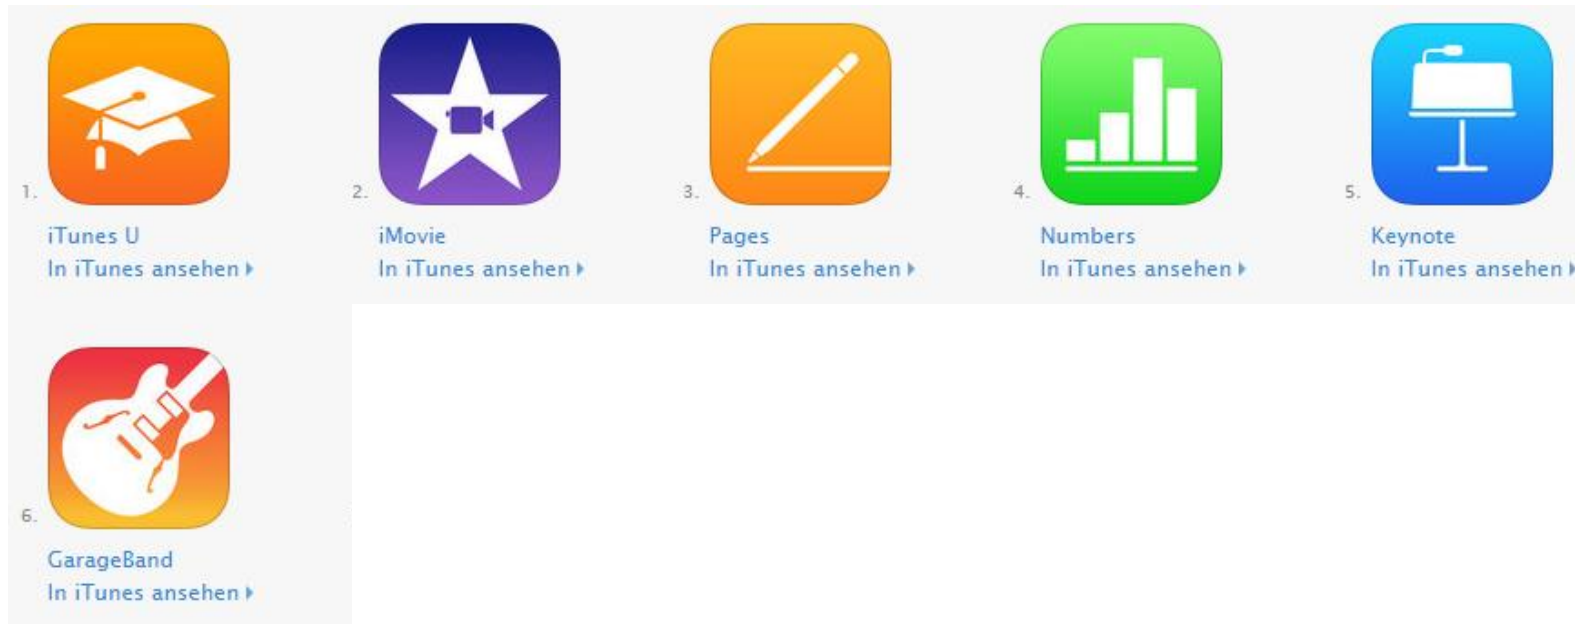 1.
iTunes U
In iTunes ansehen
2.
iMovie
In iTunes ansehen
3.
Pages
In iTunes ansehen
4.
Numbers
In iTunes ansehen
5.
Keynote
In iTunes ansehen
6.
GarageBand
In iTunes ansehen